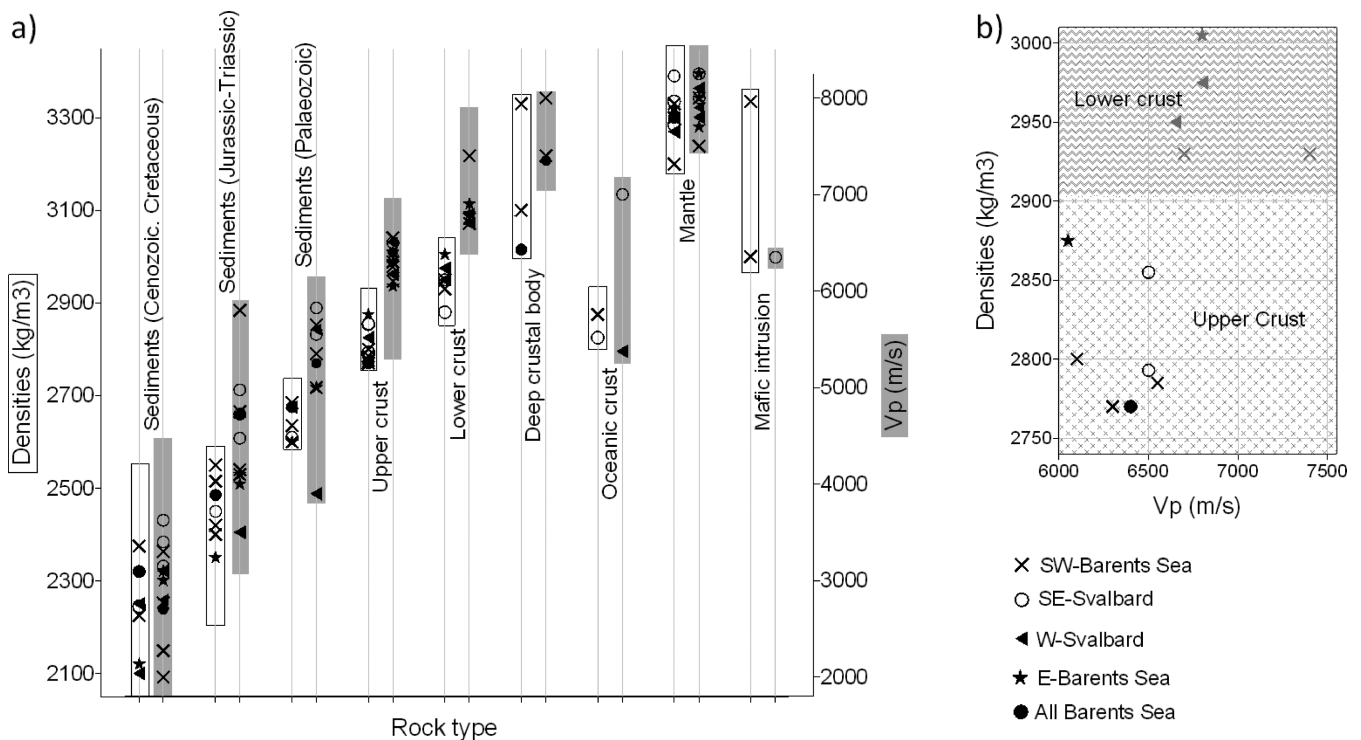 a)
3300
3100
2900
2700
2500
2300
2100
Densities (kg/m3)
Sediments (Cenozoic. Cretaceous)
Sediments (Jurassic-Triassic)
Sediments (Palaeozoic)
Upper crust
Lower crust
Deep crustal body
Oceanic crust
Mantle
Mafic intrusion
8000
7000
6000
5000
4000
3000
2000
Vp (m/s)
Rock type
b)
3000
2950
2900
2850
2800
2750
Densities (kg/m3)
Lower crust
Upper Crust
6000 6500 7000 7500
Vp (m/s)
SW-Barents Sea
SE-Svalbard
W-Svalbard
E-Barents Sea
All Barents Sea